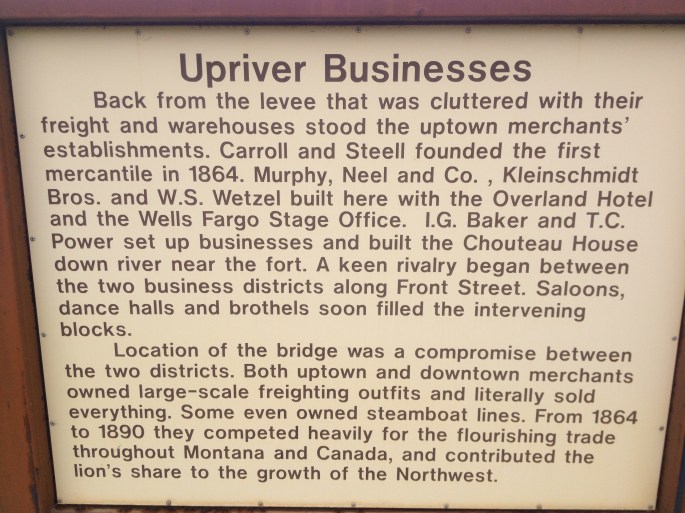 Upriver Businesses
Back from the levee that was cluttered with their
freight and warehouses stood the uptown merchants'
establishments. Carroll and Steell founded the first
mercantile in 1864. Murphy, Neel and Co. , Kleinschmidt
Bros. and W.S. Wetzel built here with the Overland Hotel
and the Wells Fargo Stage Office. I.G. Baker and T.C.
Power set up businesses and built the Chouteau House
down river near the fort. A keen rivalry began between
the two business districts along Front Street. Saloons,
dance halls and brothels soon filled the intervening
blocks.
Location of the bridge was a compromise between
the two districts. Both uptown and downtown merchants
owned large-scale freighting outfits and literally sold
everything. Some even owned steamboat lines. From 1864
to 1890 they competed heavily for the flourishing trade
throughout Montana and Canada, and contributed the
lion's share to the growth of the Northwest.